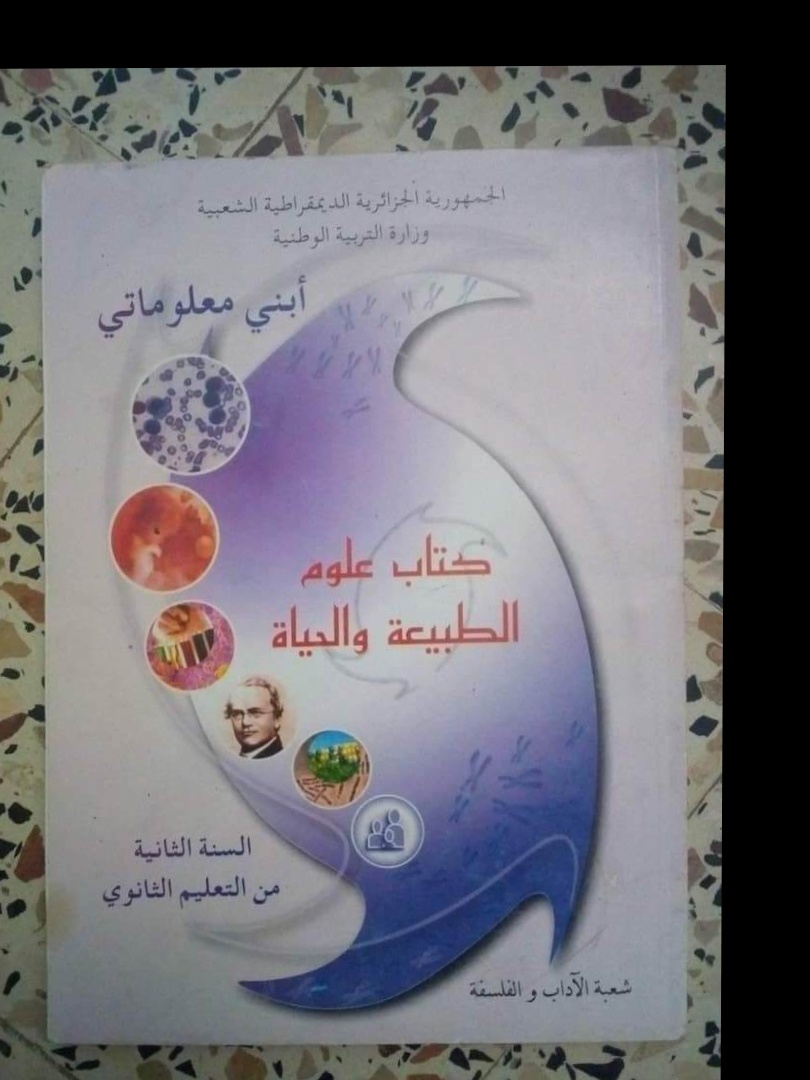 الجمهورية الجزائرية الديمقراطية الشعبية
وزارة التربية الوطنية
أبني معلوماتي
كتاب علوم
الطبيعة والحياة
السنة الثانية
من التعليم الثانوي
شعبة الآداب و الفلسفة